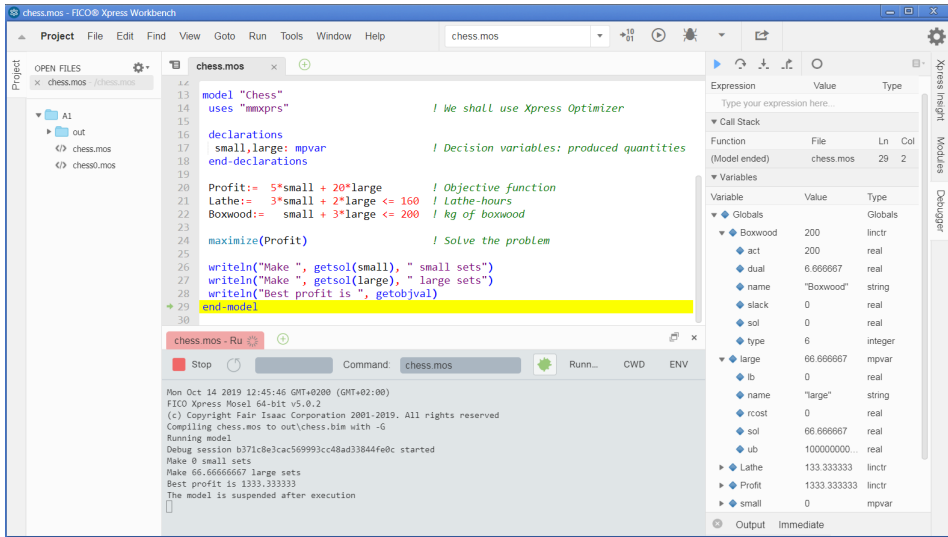 chess.mos - FICO® Xpress Workbench
Project File Edit Find View Goto Run Tools Window Help chess.mos
Project
OPEN FILES
chess.mos - /chess.mos
A1
out
chess.mos
chess0.mos
chess.mos
12
13 model "Chess"
14 uses "mmxprs" ! We shall use Xpress Optimizer
15
16 declarations
17 small,large: mpvar ! Decision variables: produced quantities
18 end-declarations
19
20 Profit:= 5*small + 20*large ! Objective function
21 Lathe:= 3*small + 2*large <= 160 ! Lathe-hours
22 Boxwood:= small + 3*large <= 200 ! kg of boxwood
23
24 maximize(Profit) ! Solve the problem
25
26 writeln("Make ", getsol(small), " small sets")
27 writeln("Make ", getsol(large), " large sets")
28 writeln("Best profit is ", getobjval)
29 end-model
30
chess.mos - Ru
Stop Command: chess.mos Runn... CWD ENV
Mon Oct 14 2019 12:45:46 GMT+0200 (GMT+02:00)
FICO Xpress Mosel 64-bit v5.0.2
(c) Copyright Fair Isaac Corporation 2001-2019. All rights reserved
Compiling chess.mos to out\chess.bim with -G
Running model
Debug session b371c8e3cac569993cc48ad33844fe0c started
Make 0 small sets
Make 66.66666667 large sets
Best profit is 1333.333333
The model is suspended after execution
Expression Value Type
Type your expression here...
Call Stack
Function File Ln Col
(Model ended) chess.mos 29 2
Variables
Variable Value Type
Globals Globals
Boxwood 200 linctr
act 200 real
dual 6.666667 real
name "Boxwood" string
slack 0 real
sol 0 real
type 6 integer
large 66.666667 mpvar
lb 0 real
name "large" string
rcost 0 real
sol 66.666667 real
ub 100000000... real
Lathe 133.333333 linctr
Profit 1333.333333 linctr
small 0 mpvar
Output Immediate
Xpress Insight
Modules
Debugger